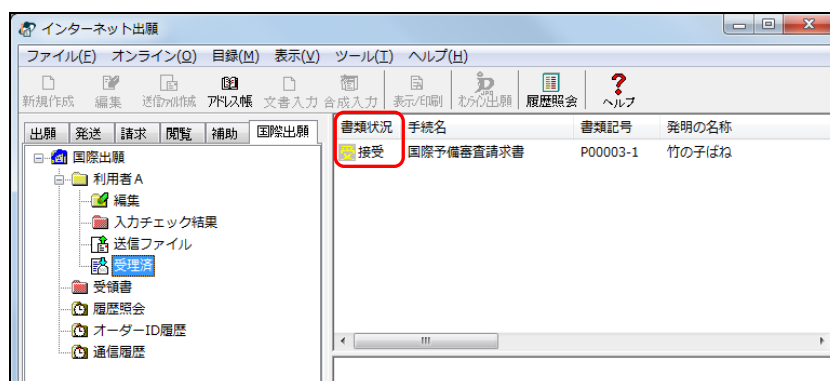 インターネット出願
ファイル(F) オンライン(O) 目録(M) 表示(V) ツール(T) ヘルプ(H)
新規作成 編集 送信ファイル作成 アドレス帳 文書入力 合成入力 表示/印刷 オンライン出願 履歴照会 ヘルプ
出願 発送 請求 閲覧 補助 国際出願
国際出願
利用者A
編集
入力チェック結果
送信ファイル
受理済
受領書
履歴照会
オーダーID履歴
通信履歴
書類状況 手続名 書類記号 発明の名称
接受 国際予備審査請求書 P00003-1 竹の子ばね